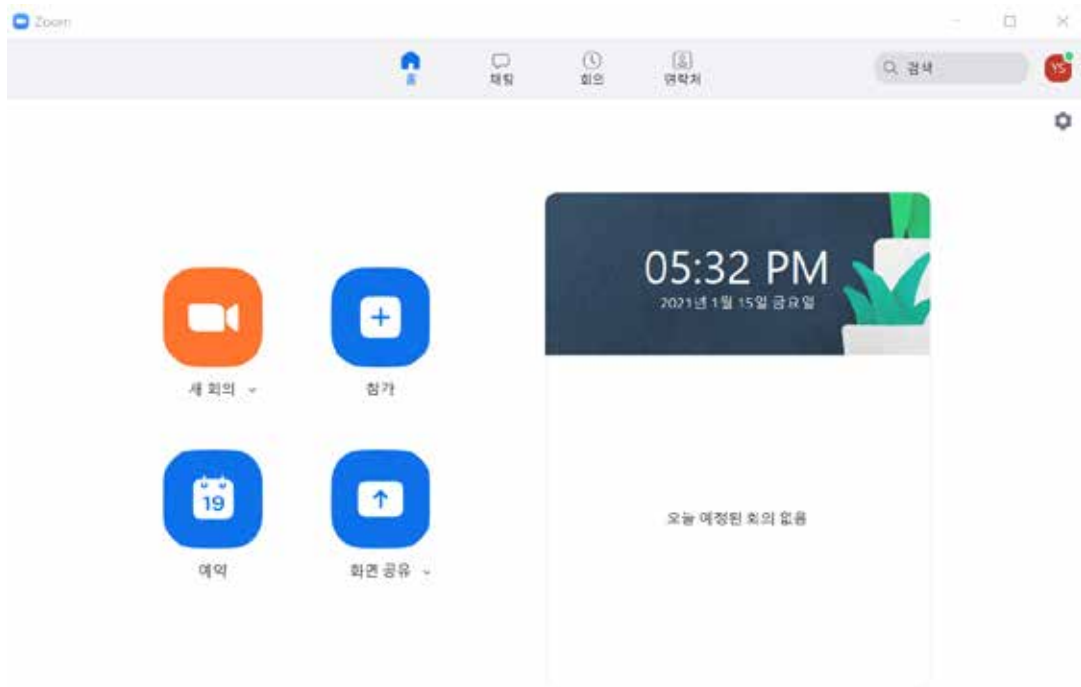 Zoom
홈
채팅
회의
연락처
검색
YS
05:32 PM
2021년 1월 15일 금요일
새 회의
참가
19
예약
화면 공유
오늘 예정된 회의 없음